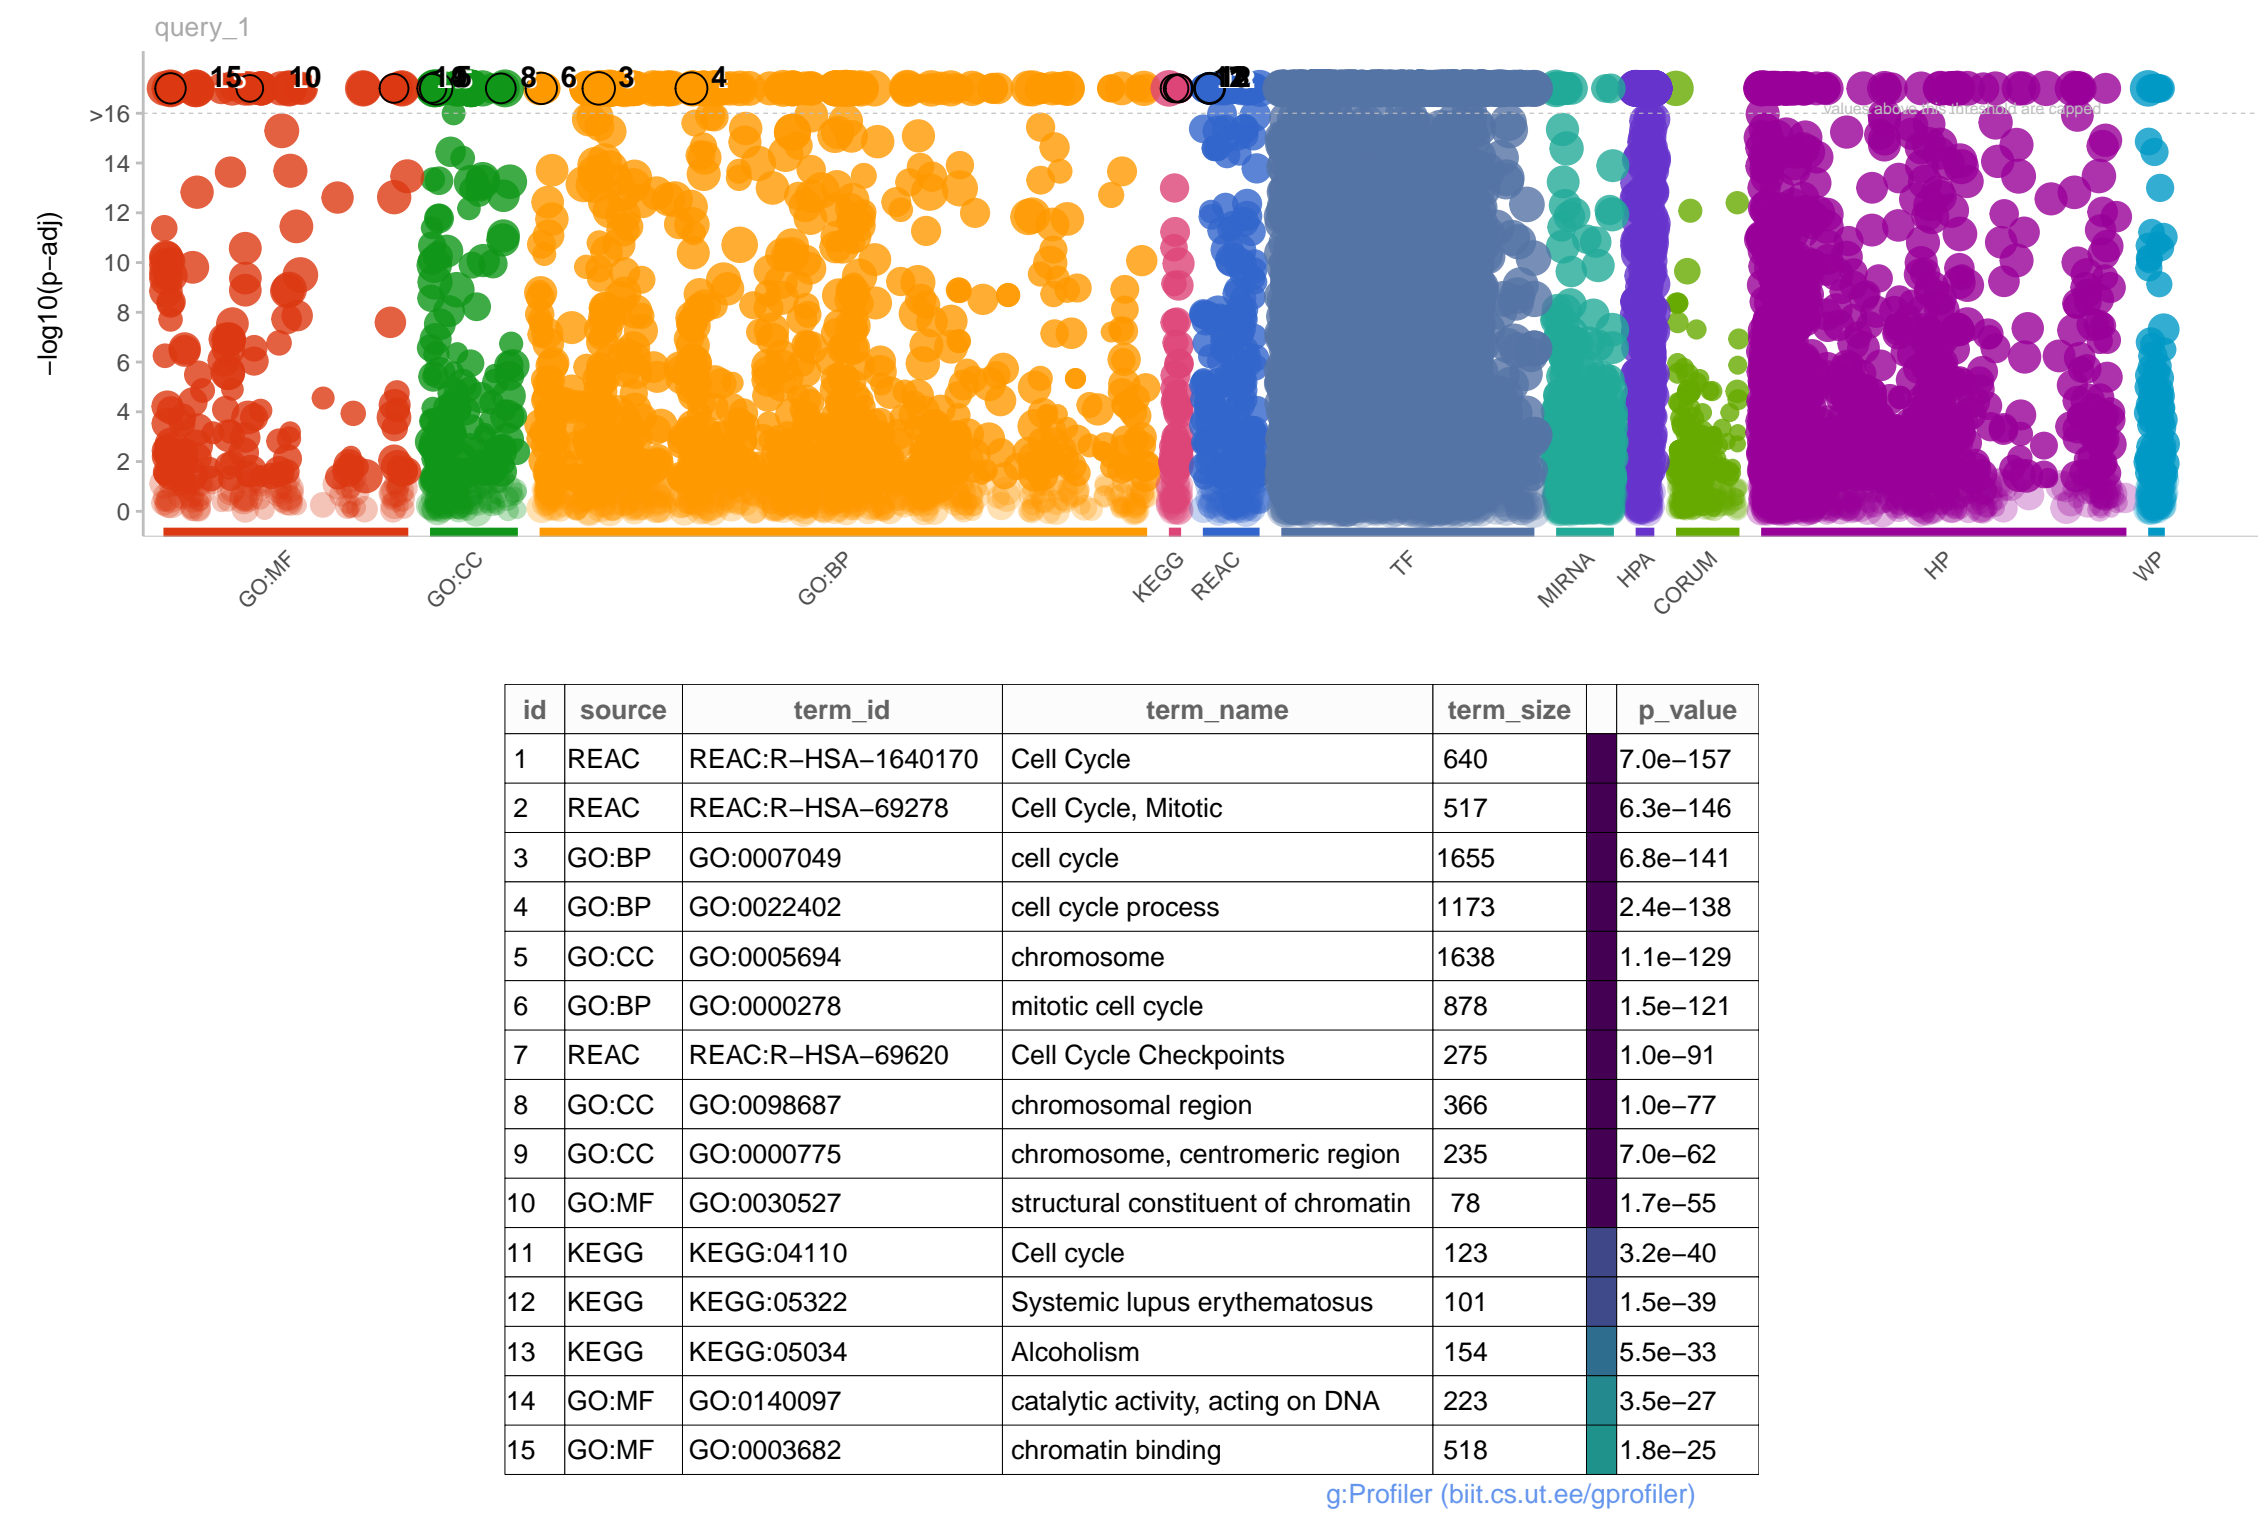 query_1
15 10 8 6 3 4
values above this threshold are capped
>16
14
12
10
8
6
4
2
0
−log10(p−adj)
GO:MF GO:CC GO:BP KEGG REAC TF MIRNA HPA CORUM HP WP
id source term_id term_name term_size p_value
1 REAC REAC:R−HSA−1640170 Cell Cycle 640 7.0e−157
2 REAC REAC:R−HSA−69278 Cell Cycle, Mitotic 517 6.3e−146
3 GO:BP GO:0007049 cell cycle 1655 6.8e−141
4 GO:BP GO:0022402 cell cycle process 1173 2.4e−138
5 GO:CC GO:0005694 chromosome 1638 1.1e−129
6 GO:BP GO:0000278 mitotic cell cycle 878 1.5e−121
7 REAC REAC:R−HSA−69620 Cell Cycle Checkpoints 275 1.0e−91
8 GO:CC GO:0098687 chromosomal region 366 1.0e−77
9 GO:CC GO:0000775 chromosome, centromeric region 235 7.0e−62
10 GO:MF GO:0030527 structural constituent of chromatin 78 1.7e−55
11 KEGG KEGG:04110 Cell cycle 123 3.2e−40
12 KEGG KEGG:05322 Systemic lupus erythematosus 101 1.5e−39
13 KEGG KEGG:05034 Alcoholism 154 5.5e−33
14 GO:MF GO:0140097 catalytic activity, acting on DNA 223 3.5e−27
15 GO:MF GO:0003682 chromatin binding 518 1.8e−25
g:Profiler (biit.cs.ut.ee/gprofiler)